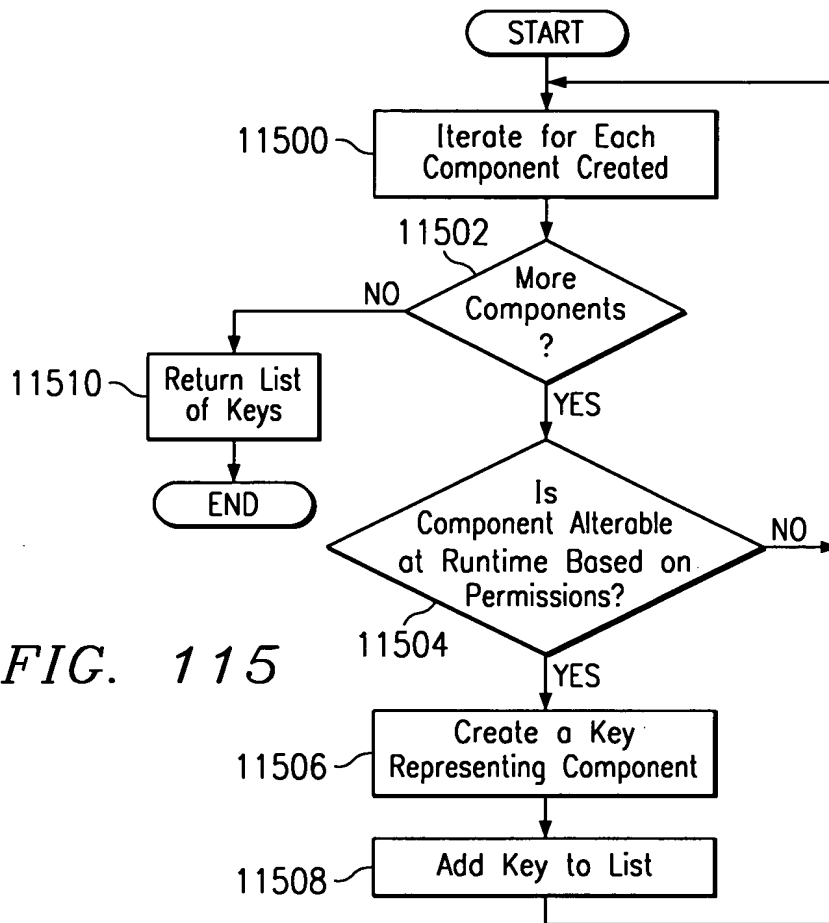 START
11500
Iterate for Each
Component Created
11502
More
Components
?
NO
YES
11510
Return List
of Keys
END
Is
Component Alterable
at Runtime Based on
Permissions?
NO
11504
YES
FIG. 115
11506
Create a Key
Representing Component
11508
Add Key to List